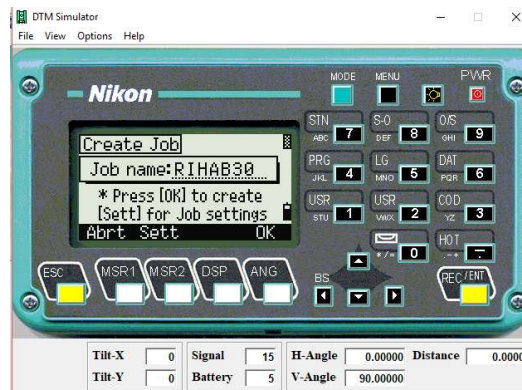 DTM Simulator
File View Options Help
Nikon
MODE MENU PWR
Create Job
Job name:RIHAB30
* Press [OK] to create
[Sett] for Job settings
Abrt Sett OK
STN ABC 7 S-O DEF 8 O/S GHI 9
PRG JKL 4 LG MNO 5 DAT PQR 6
USR STU 1 USR VWX 2 COD YZ 3
* / = 0 HOT .-+
ESC MSR1 MSR2 DSP ANG BS REC/ENT
Tilt-X 0 Signal 15 H-Angle 0.00000 Distance 0.0000
Tilt-Y 0 Battery 5 V-Angle 90.00000